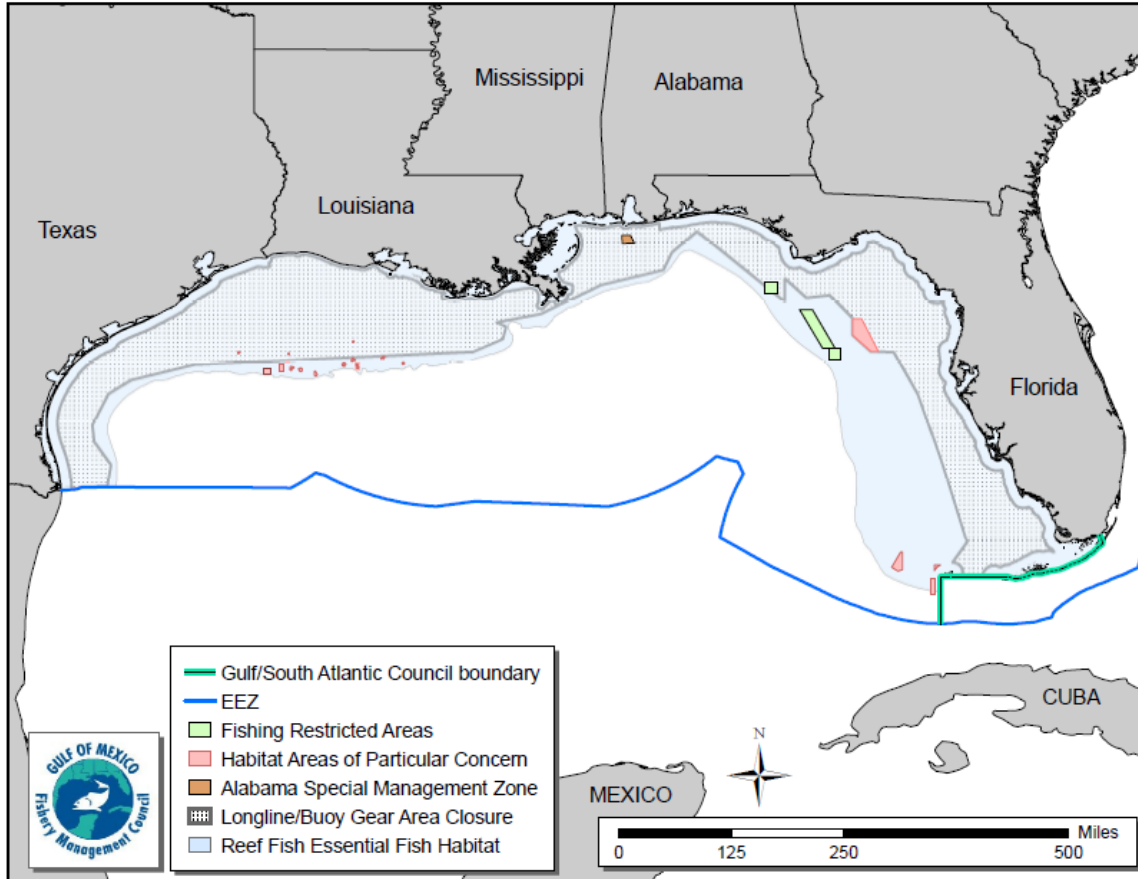 Mississippi
Alabama
Louisiana
Texas
Florida
Gulf/South Atlantic Council boundary
EEZ
Fishing Restricted Areas
Habitat Areas of Particular Concern
Alabama Special Management Zone
Longline/Buoy Gear Area Closure
Reef Fish Essential Fish Habitat
CUBA
N
MEXICO
Miles
0 125 250 500
GULF OF MEXICO
Fishery Management Council